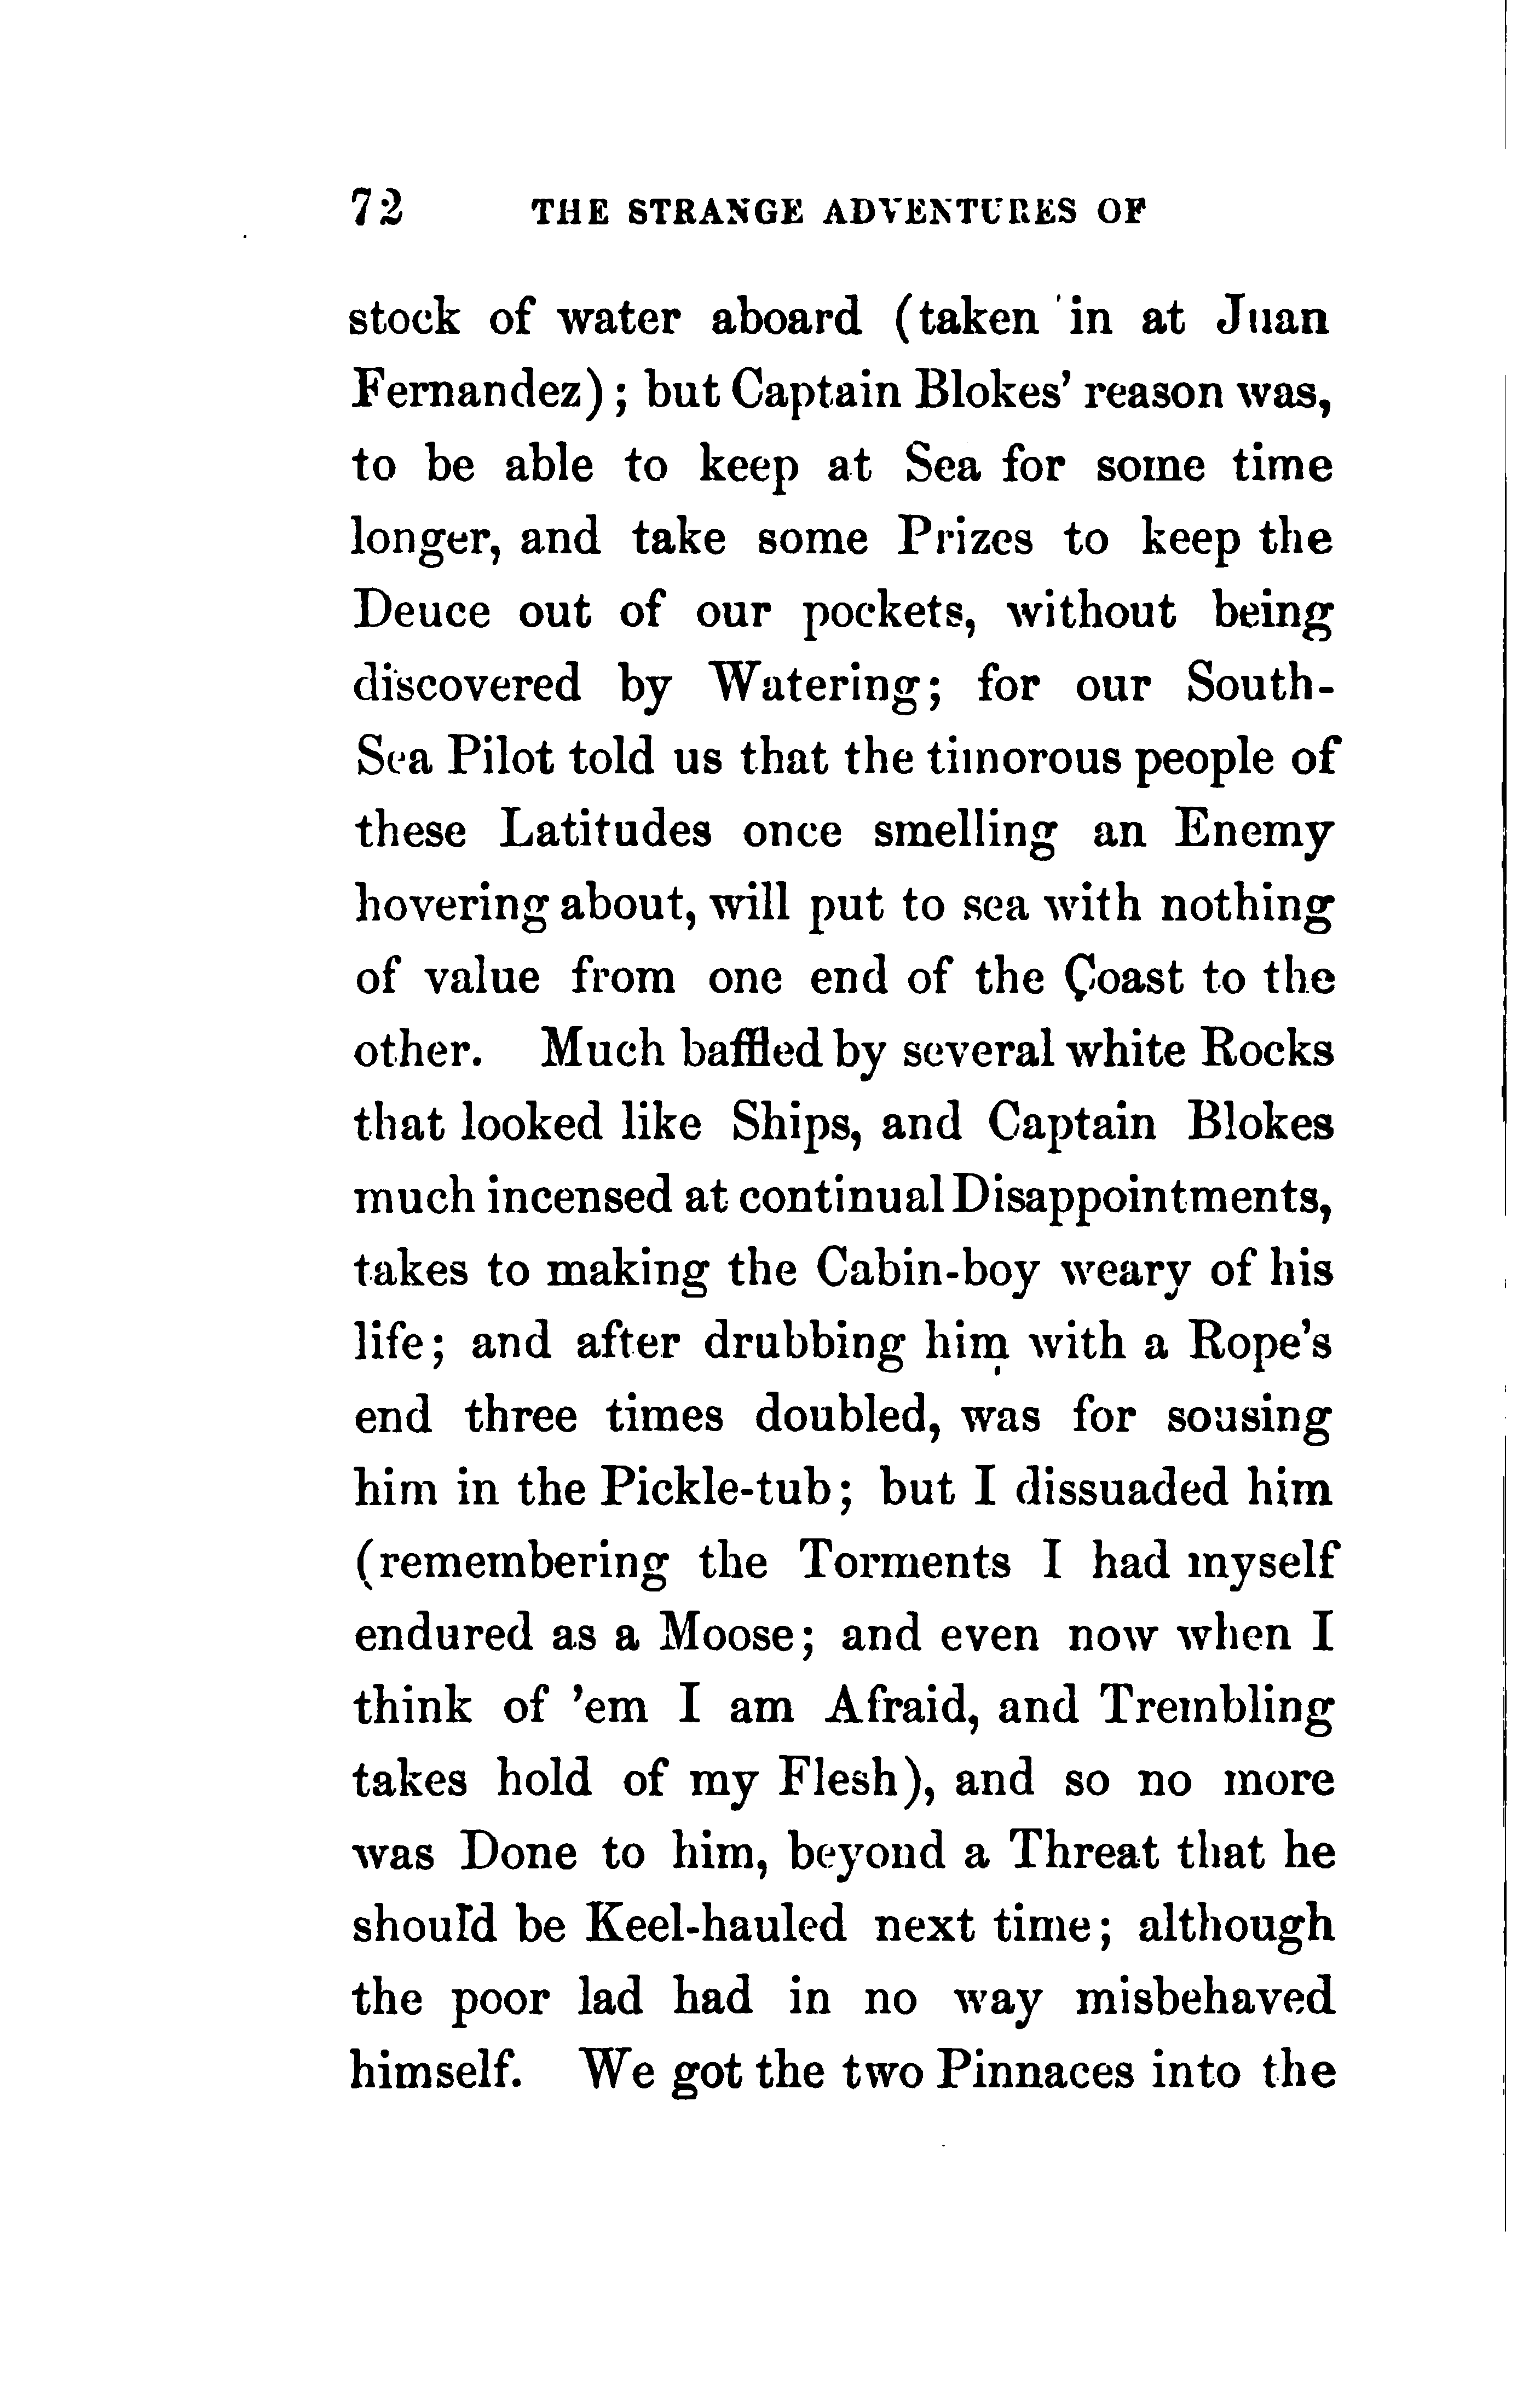 72 THE STRANGE ADVENTURES OF
stock of water aboard (taken in at Juan
Fernandez); but Captain Blokes' reason was,
to be able to keep at Sea for some time
longer, and take some Prizes to keep the
Deuce out of our pockets, without being
discovered by Watering; for our South-
Sea Pilot told us that the timorous people of
these Latitudes once smelling an Enemy
hovering about, will put to sea with nothing
of value from one end of the Coast to the
other. Much baffled by several white Rocks
that looked like Ships, and Captain Blokes
much incensed at continual Disappointments,
takes to making the Cabin-boy weary of his
life; and after drubbing him with a Rope's
end three times doubled, was for sousing
him in the Pickle-tub; but I dissuaded him
(remembering the Torments I had myself
endured as a Moose; and even now when I
think of 'em I am Afraid, and Trembling
takes hold of my Flesh), and so no more
was Done to him, beyond a Threat that he
should be Keel-hauled next time; although
the poor lad had in no way misbehaved
himself. We got the two Pinnaces into the